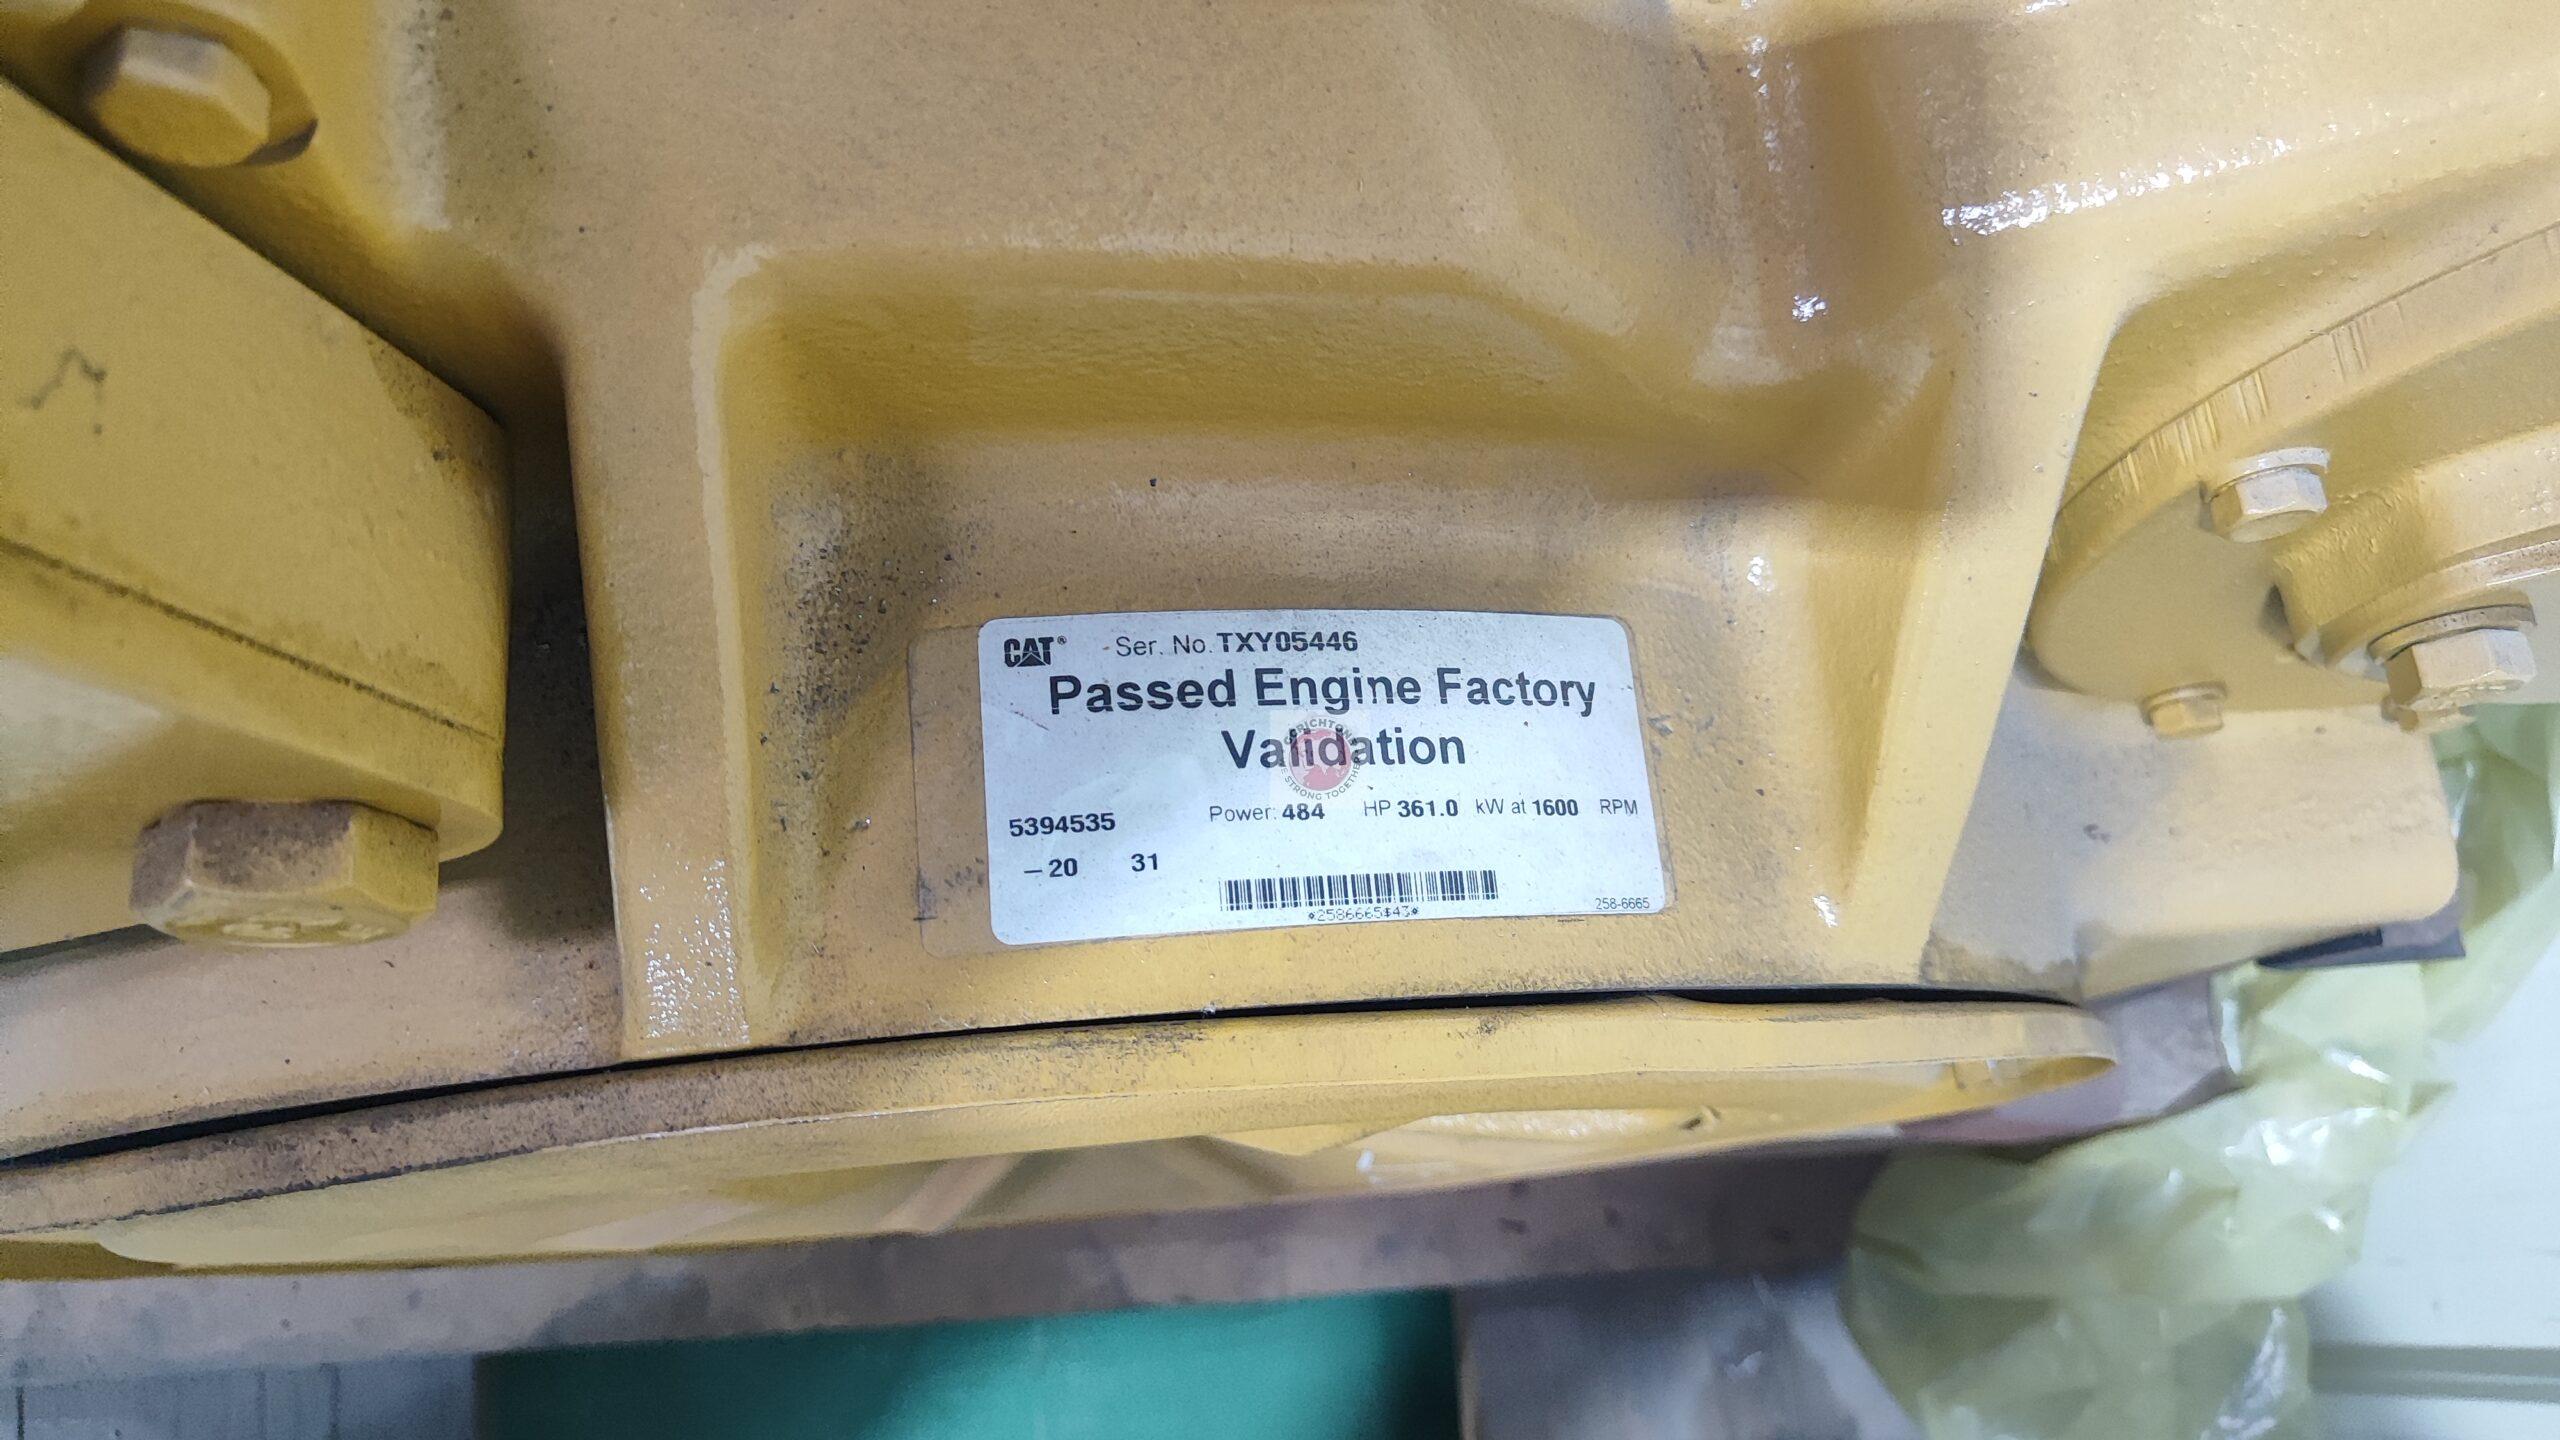 CAT® Ser. No. TXY05446
Passed Engine Factory
Validation
5394535 Power: 484 HP 361.0 kW at 1600 RPM
—20 31
*2586665$43*
258-6665